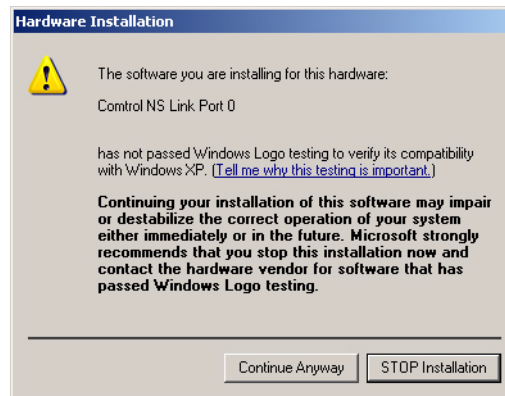 Hardware Installation
The software you are installing for this hardware:
Comtrol NS Link Port 0
has not passed Windows Logo testing to verify its compatibility
with Windows XP. (Tell me why this testing is important.)
Continuing your installation of this software may impair
or destabilize the correct operation of your system
either immediately or in the future. Microsoft strongly
recommends that you stop this installation now and
contact the hardware vendor for software that has
passed Windows Logo testing.
Continue Anyway
STOP Installation